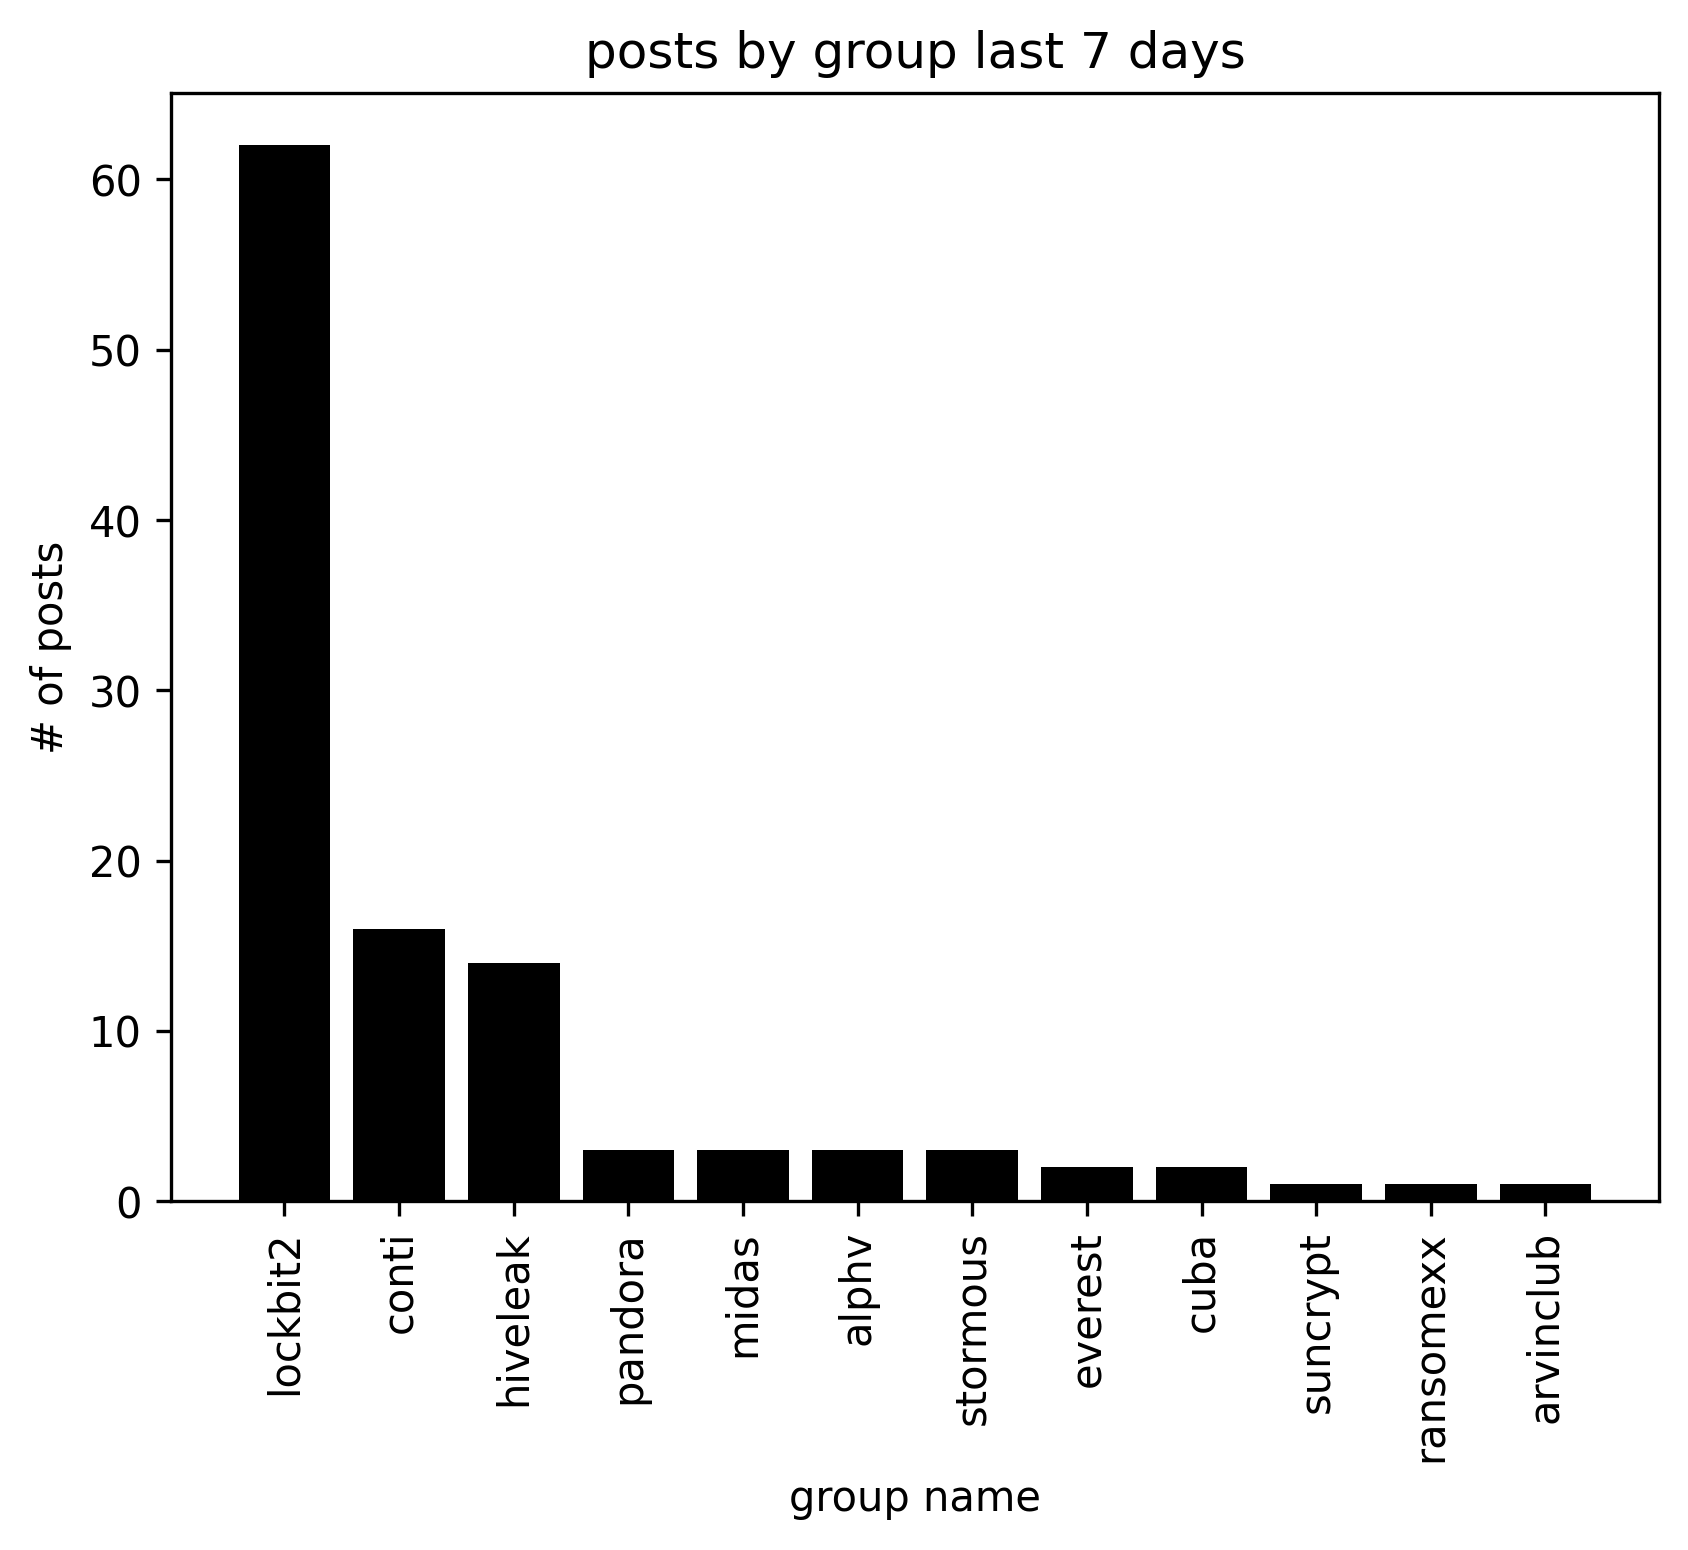 posts by group last 7 days
60
50
40
30
20
10
0
# of posts
lockbit2
conti
hiveleak
pandora
midas
alphv
stormous
everest
cuba
suncrypt
ransomexx
arvinclub
group name